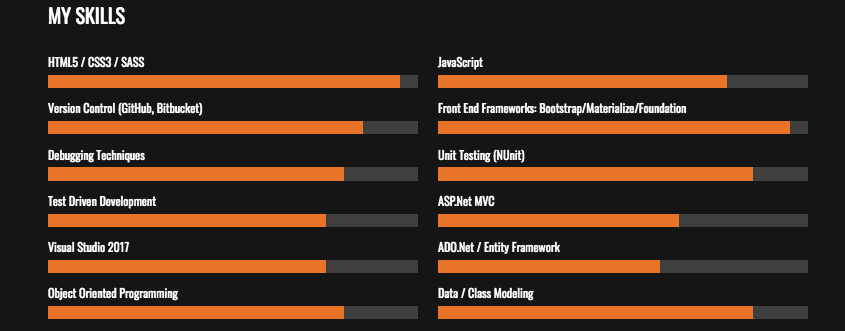 MY SKILLS
HTML5 / CSS3 / SASS
JavaScript
Version Control (GitHub, Bitbucket)
Front End Frameworks: Bootstrap/Materialize/Foundation
Debugging Techniques
Unit Testing (NUnit)
Test Driven Development
ASP.Net MVC
Visual Studio 2017
ADO.Net / Entity Framework
Object Oriented Programming
Data / Class Modeling